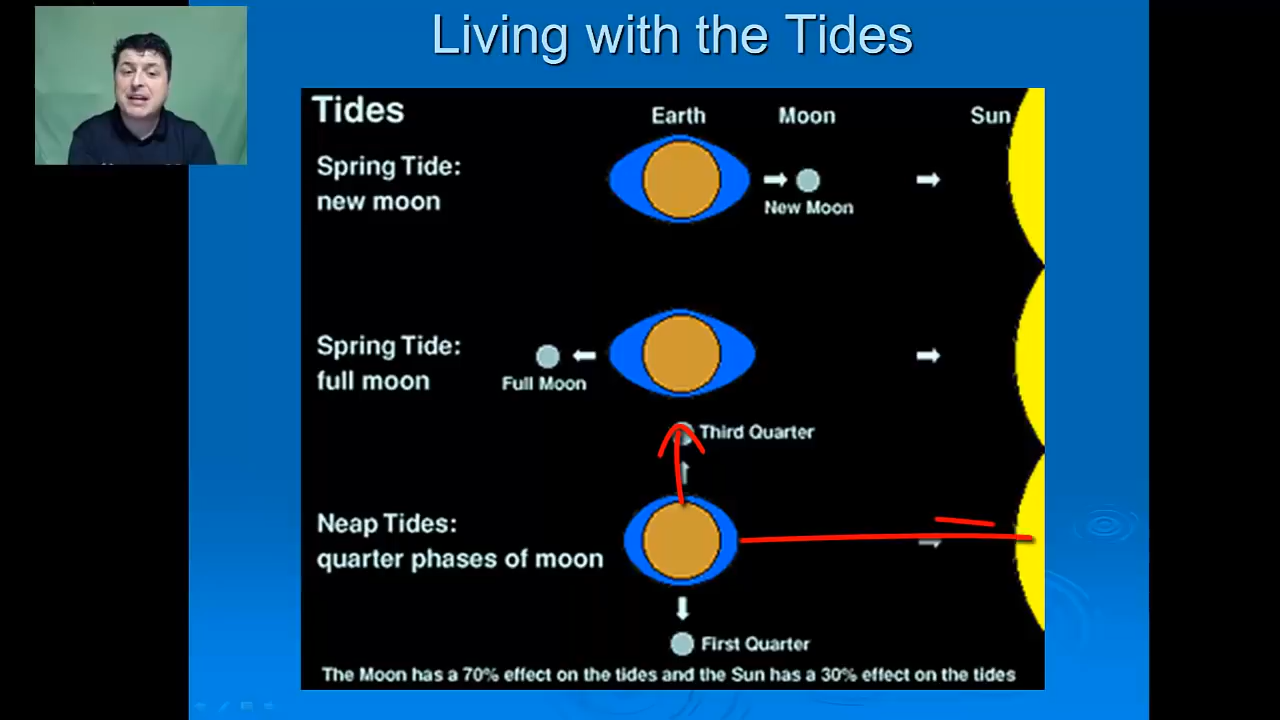 Living with the Tides
Tides
Earth
Moon
Sun
Spring Tide:
new moon
New Moon
Spring Tide:
full moon
Full Moon
Third Quarter
Neap Tides:
quarter phases of moon
First Quarter
The Moon has a 70% effect on the tides and the Sun has a 30% effect on the tides